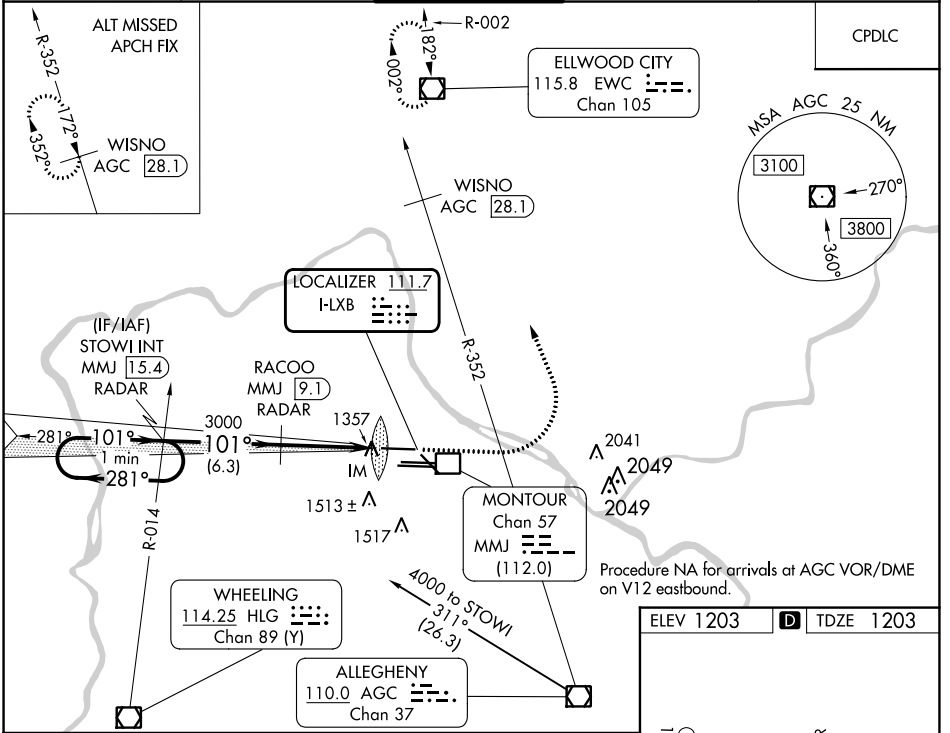 ALT MISSED
APCH FIX
R-352
172°
352°
WISNO
AGC 28.1
R-002
182°
002°
ELLWOOD CITY
115.8 EWC
Chan 105
CPDLC
MSA AGC 25 NM
3100
270°
3800
360°
WISNO
AGC 28.1
LOCALIZER 111.7
I-LXB
R-352
(IF/IAF)
STOWI INT
MMJ 15.4
RADAR
RACOO
MMJ 9.1
RADAR
1357
3000
281°
101°
101°
1 min
(6.3)
281°
IM
2041
2049
2049
1513 ±
1517
R-014
MONTOUR
Chan 57
MMJ
(112.0)
Procedure NA for arrivals at AGC VOR/DME
on V12 eastbound.
4000 to STOWI
311°
(26.3)
WHEELING
114.25 HLG
Chan 89 (Y)
ALLEGHENY
110.0 AGC
Chan 37
ELEV 1203 D TDZE 1203